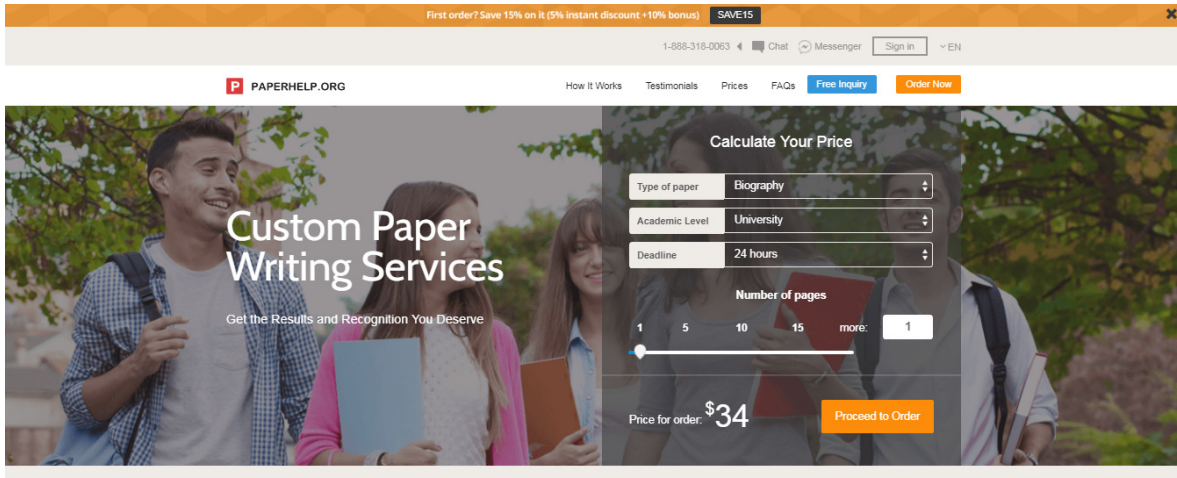 First order? Save 15% on it (5% instant discount +10% bonus) SAVE15
1-888-318-0063 Chat Messenger Sign in EN
P PAPERHELP.ORG How It Works Testimonials Prices FAQs Free Inquiry Order Now
Custom Paper
Writing Services
Get the Results and Recognition You Deserve
Calculate Your Price
Type of paper Biography
Academic Level University
Deadline 24 hours
Number of pages
1 5 10 15 more: 1
Price for order: $34 Proceed to Order